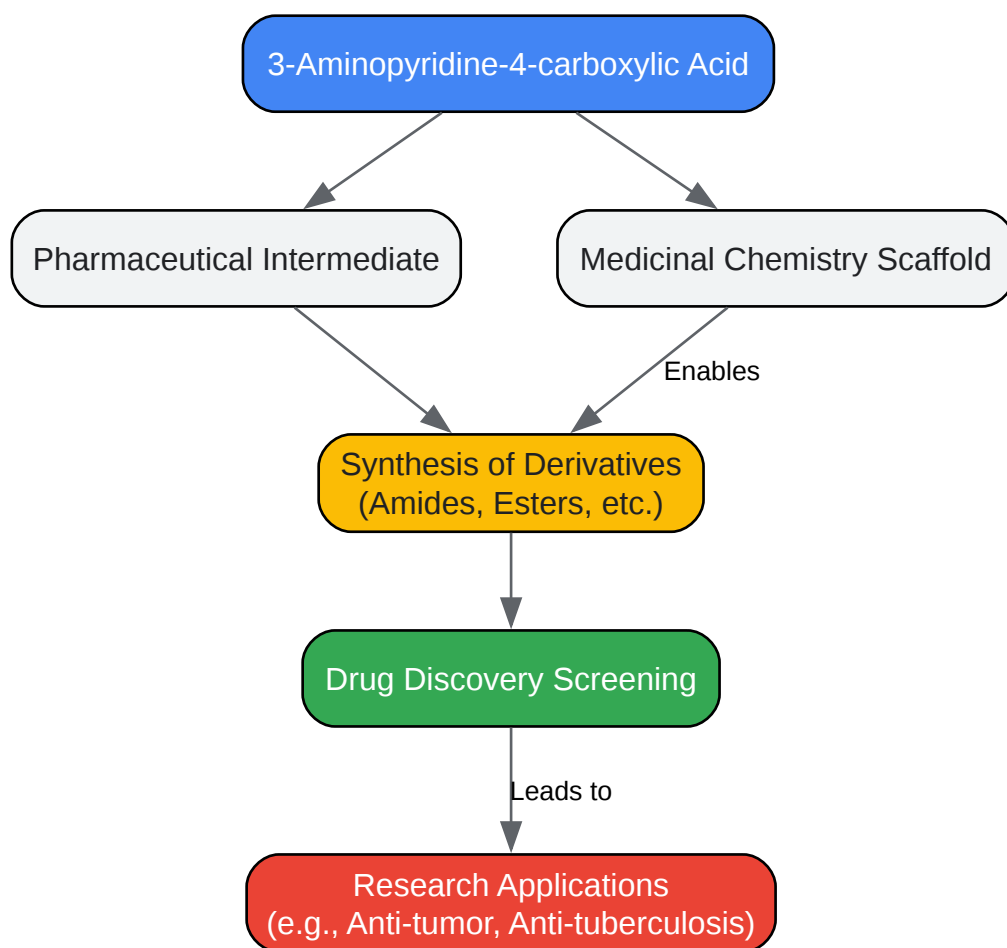 3-Aminopyridine-4-carboxylic Acid
Pharmaceutical Intermediate
Medicinal Chemistry Scaffold
Enables
Synthesis of Derivatives
(Amides, Esters, etc.)
Drug Discovery Screening
Leads to
Research Applications
(e.g., Anti-tumor, Anti-tuberculosis)